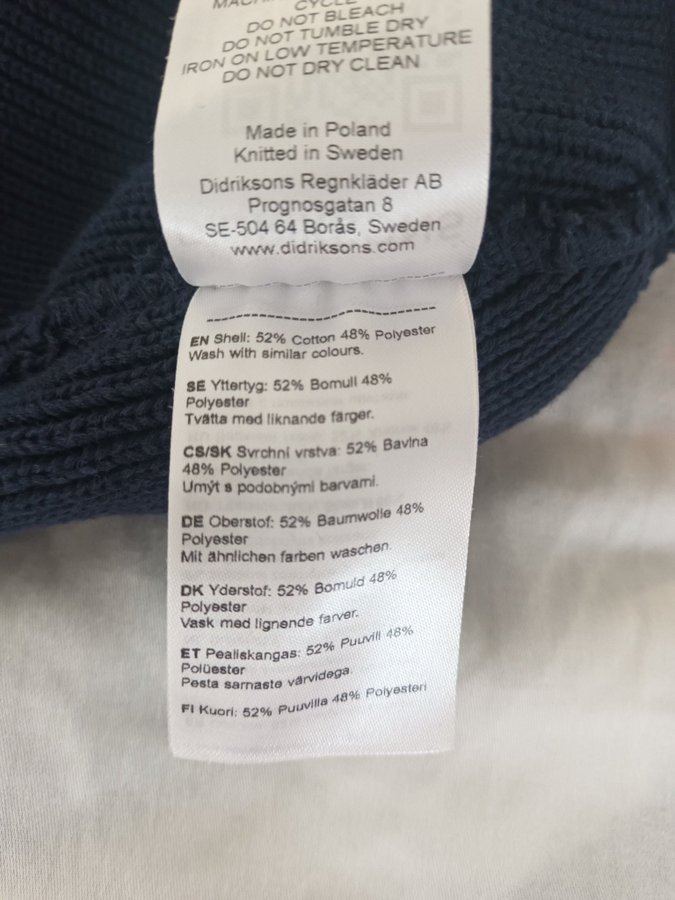 CYCLE
DO NOT BLEACH
DO NOT TUMBLE DRY
IRON ON LOW TEMPERATURE
DO NOT DRY CLEAN
Made in Poland
Knitted in Sweden
Didriksons Regnkläder AB
Prognosgatan 8
SE-504 64 Borås, Sweden
www.didriksons.com
EN Shell: 52% Cotton 48% Polyester
Wash with similar colours.
SE Yttertyg: 52% Bomull 48%
Polyester
Tvätta med liknande färger.
CS/SK Svrchní vrstva: 52% Bavlna
48% Polyester
Umýt s podobnými barvami.
DE Oberstof: 52% Baumwolle 48%
Polyester
Mit ähnlichen farben waschen.
DK Yderstof: 52% Bomuld 48%
Polyester
Vask med lignende farver.
ET Pealiskangas: 52% Puuvill 48%
Polüester
Pesta sarnaste värvidega.
FI Kuori: 52% Puuvilla 48% Polyesteri